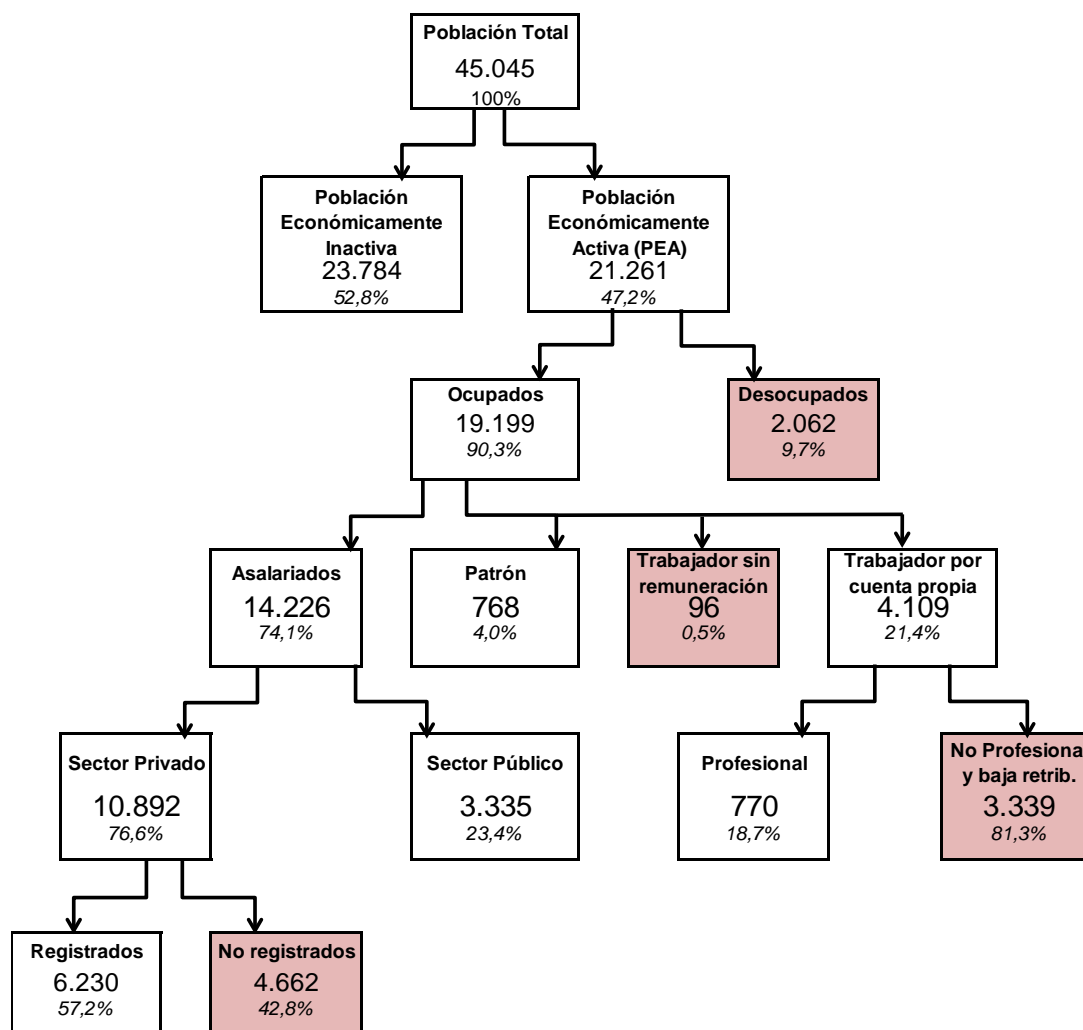 Población Total
45.045
100%
Población
Económicamente
Inactiva
23.784
52,8%
Población
Económicamente
Activa (PEA)
21.261
47,2%
Ocupados
19.199
90,3%
Desocupados
2.062
9,7%
Asalariados
14.226
74,1%
Patrón
768
4,0%
Trabajador sin
remuneración
96
0,5%
Trabajador por
cuenta propia
4.109
21,4%
Sector Privado
10.892
76,6%
Sector Público
3.335
23,4%
Profesional
770
18,7%
No Profesional
y baja retrib.
3.339
81,3%
Registrados
6.230
57,2%
No registrados
4.662
42,8%